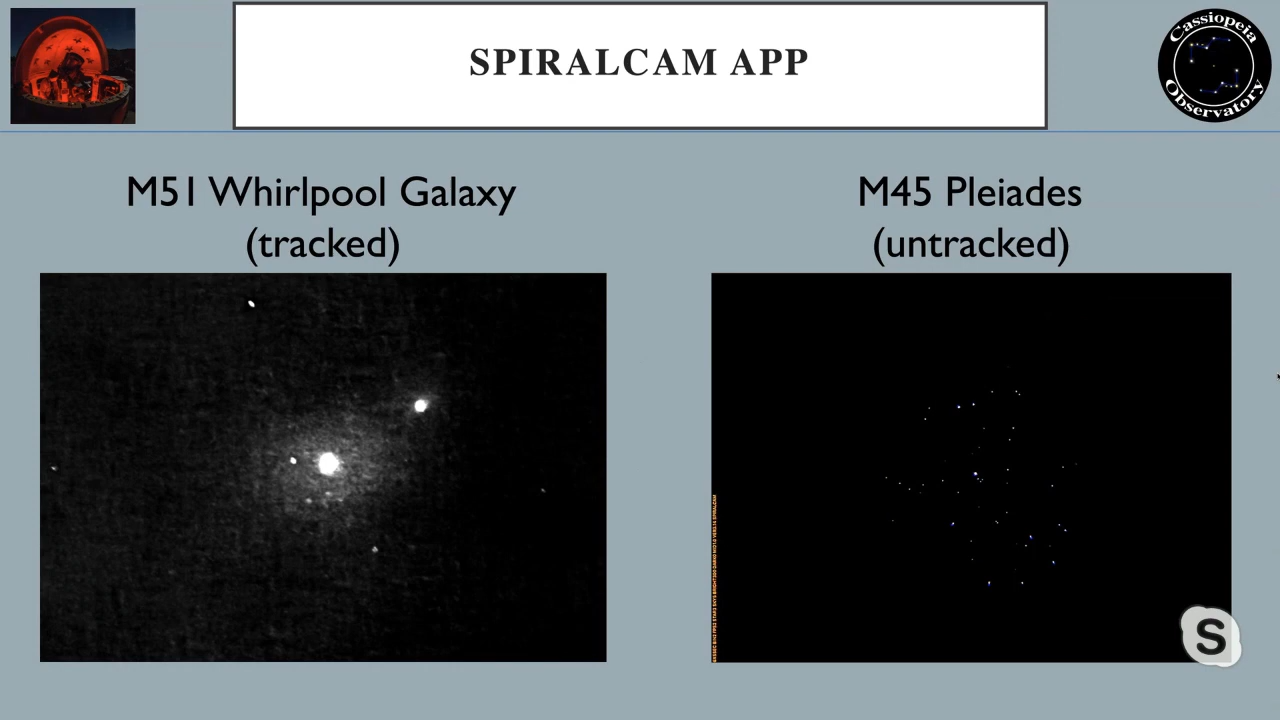 SPIRALCAM APP
Cassiopeia
Observatory
M51 Whirlpool Galaxy
(tracked)
M45 Pleiades
(untracked)
S